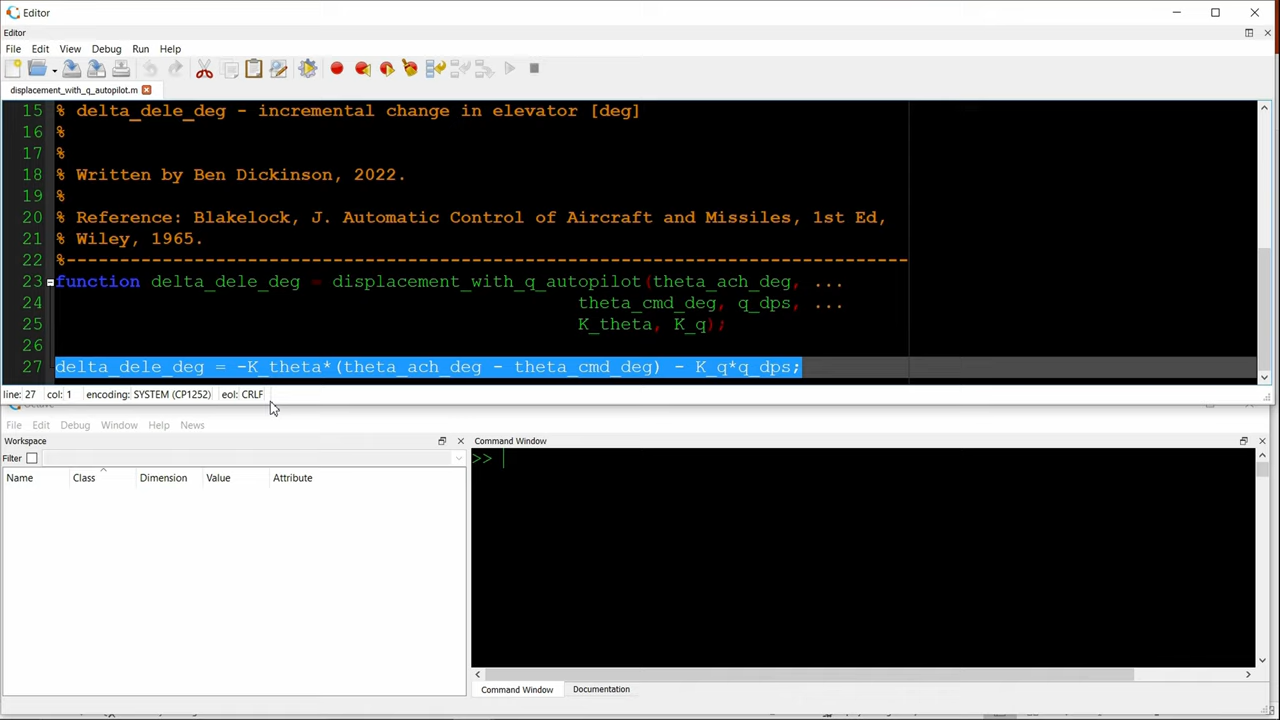 Editor
Editor
File Edit View Debug Run Help
displacement_with_q_autopilot.m
15 % delta_dele_deg - incremental change in elevator [deg]
16 %
17 %
18 % Written by Ben Dickinson, 2022.
19 %
20 % Reference: Blakelock, J. Automatic Control of Aircraft and Missiles, 1st Ed,
21 % Wiley, 1965.
22 %--------------------------------------------------------------------------------
23 function delta_dele_deg = displacement_with_q_autopilot(theta_ach_deg, ...
24 theta_cmd_deg, q_dps, ...
25 K_theta, K_q);
26
27 delta_dele_deg = -K_theta*(theta_ach_deg - theta_cmd_deg) - K_q*q_dps;
line: 27 col: 1 encoding: SYSTEM (CP1252) eol: CRLF
Octave
File Edit Debug Window Help News
Workspace
Filter
Name Class Dimension Value Attribute
Command Window
>>
Command Window Documentation